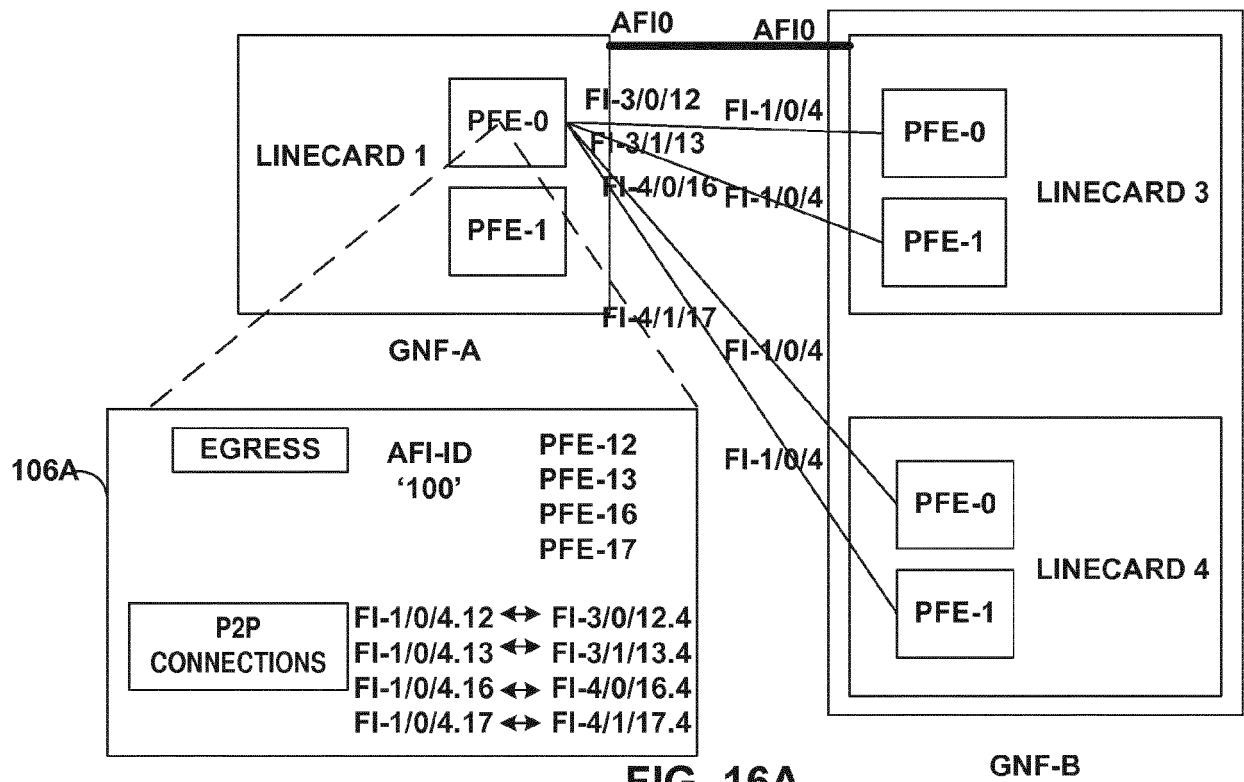 AFI0
AFI0
PFE-0
LINECARD 1
PFE-1
GNF-A
FI-3/0/12
FI-1/0/4
FI-3/1/13
FI-4/0/16
FI-1/0/4
FI-4/1/17
FI-1/0/4
FI-1/0/4
PFE-0
LINECARD 3
PFE-1
PFE-0
LINECARD 4
PFE-1
GNF-B
106A
EGRESS
AFI-ID
‘100’
PFE-12
PFE-13
PFE-16
PFE-17
P2P
CONNECTIONS
FI-1/0/4.12 ↔ FI-3/0/12.4
FI-1/0/4.13 ↔ FI-3/1/13.4
FI-1/0/4.16 ↔ FI-4/0/16.4
FI-1/0/4.17 ↔ FI-4/1/17.4
FIG. 16A